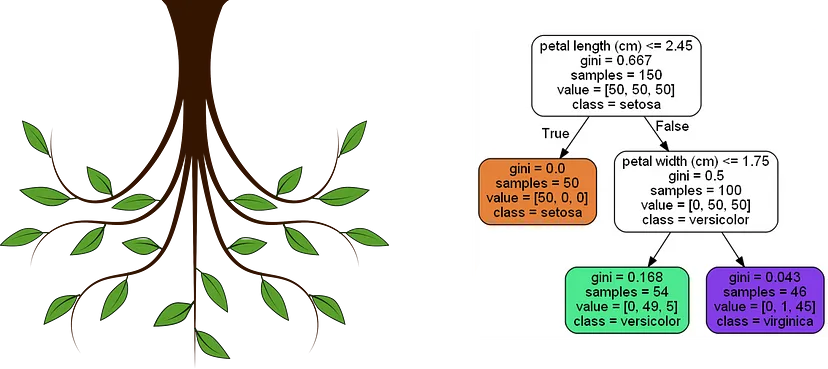 petal length (cm) <= 2.45
gini = 0.667
samples = 150
value = [50, 50, 50]
class = setosa
True
False
gini = 0.0
samples = 50
value = [50, 0, 0]
class = setosa
petal width (cm) <= 1.75
gini = 0.5
samples = 100
value = [0, 50, 50]
class = versicolor
gini = 0.168
samples = 54
value = [0, 49, 5]
class = versicolor
gini = 0.043
samples = 46
value = [0, 1, 45]
class = virginica